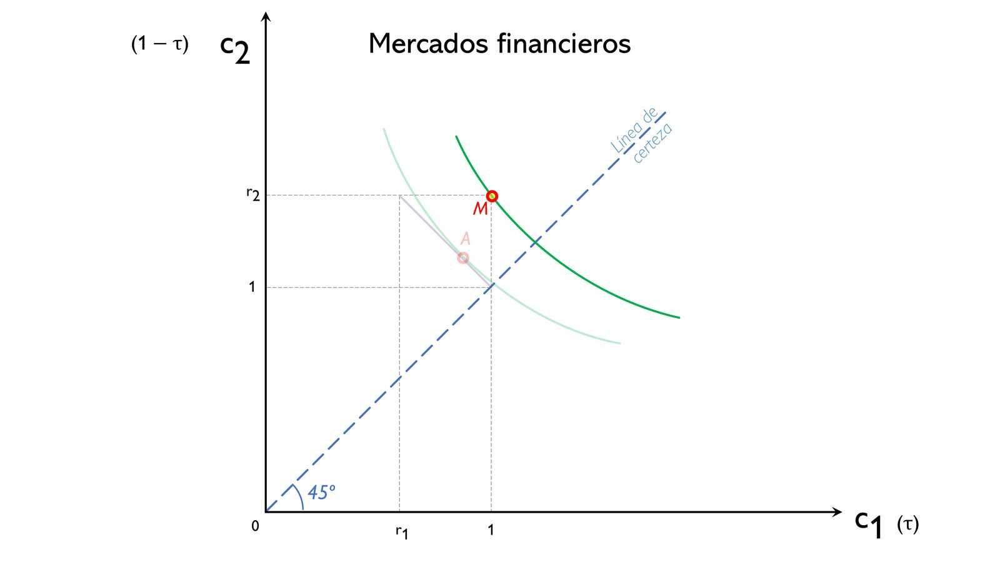 Mercados financieros
(1 − τ) c2
Línea de
certeza
r2
M
A
1
45º
0
r1
1
c1 (τ)